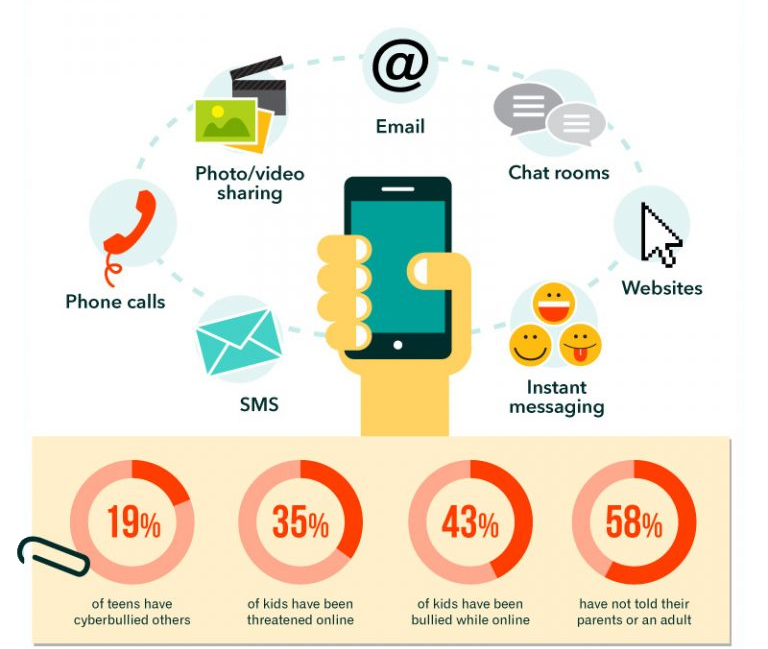 @
Email
Photo/video
sharing
Chat rooms
Phone calls
Websites
SMS
Instant
messaging
19%
35%
43%
58%
of teens have
cyberbullied others
of kids have been
threatened online
of kids have been
bullied while online
have not told their
parents or an adult